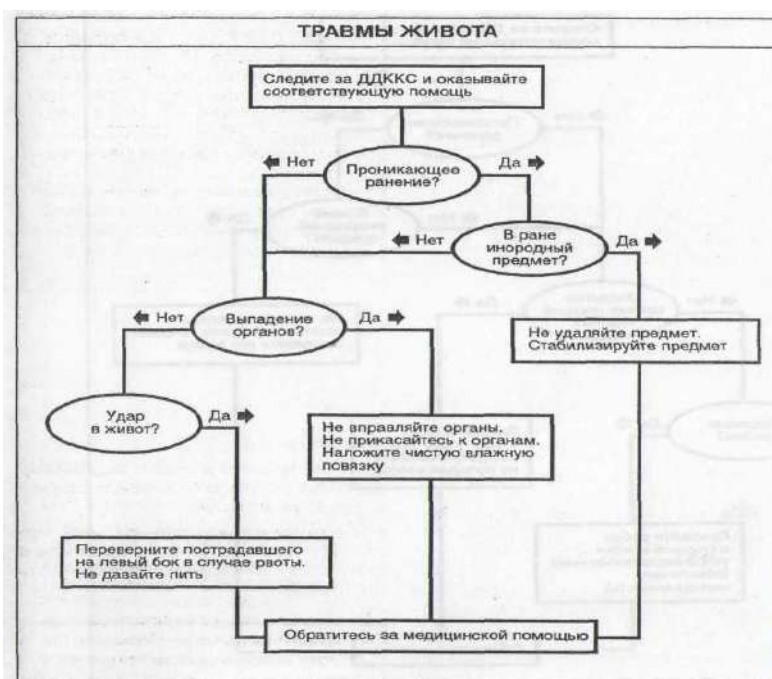 ТРАВМЫ ЖИВОТА
Следите за ДДККС и оказывайте
соответствующую помощь
Нет
Проникающее
ранение?
Да
Нет
В ране
инородный
предмет?
Да
Нет
Выпадение
органов?
Да
Не удаляйте предмет.
Стабилизируйте предмет
Удар
в живот?
Да
Не вправляйте органы.
Не прикасайтесь к органам.
Наложите чистую влажную
повязку
Переверните пострадавшего
на левый бок в случае рвоты.
Не давайте пить
Обратитесь за медицинской помощью